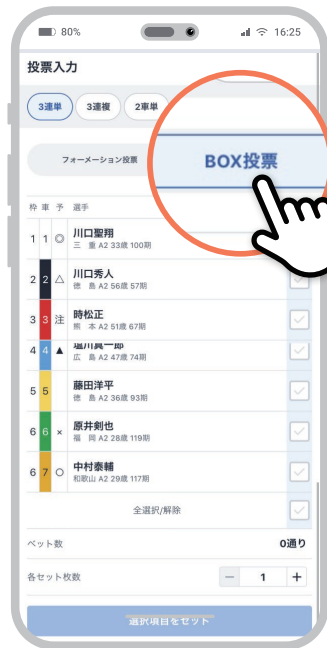 80%
16:25
投票入力
3連単 3連複 2車単
フォーメーション投票 BOX投票
枠 車 予 選手
1 1 ◎ 川口聖翔
三 重 A2 33歳 100期
2 2 △ 川口秀人
徳 島 A2 56歳 57期
3 3 注 時松正
熊 本 A2 51歳 67期
4 4 ▲ 塩川真一郎
広 島 A2 47歳 74期
5 5 藤田洋平
徳 島 A2 36歳 93期
6 6 × 原井剣也
福 岡 A2 28歳 119期
6 7 ○ 中村泰輔
和歌山 A2 29歳 117期
全選択/解除
ベット数 0通り
各セット枚数 − 1 +
選択項目をセット